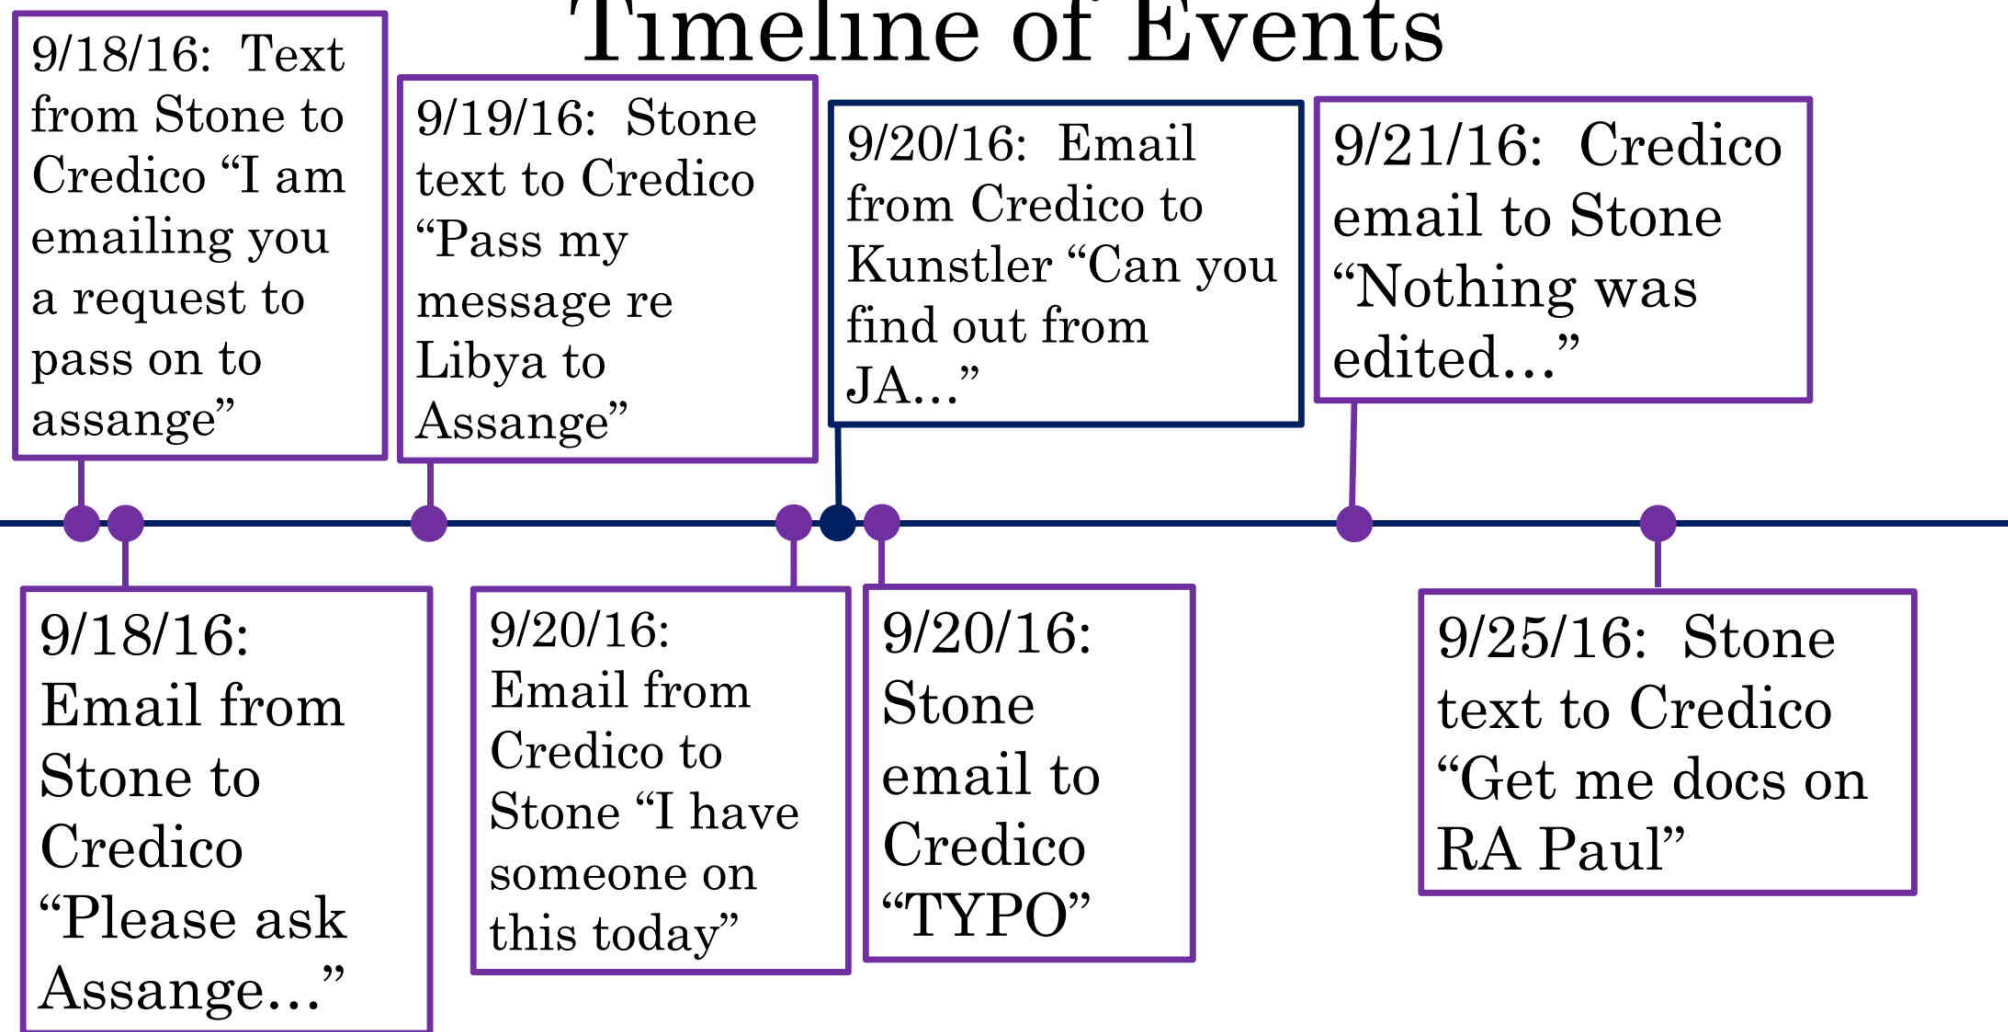 Timeline of Events
9/18/16:  Text
from Stone to
Credico “I am
emailing you
a request to
pass on to
assange”
9/18/16:
Email from
Stone to
Credico
“Please ask
Assange…”
9/19/16:  Stone
text to Credico
“Pass my
message re
Libya to
Assange”
9/20/16:
Email from
Credico to
Stone “I have
someone on
this today”
9/20/16:  Email
from Credico to
Kunstler “Can you
find out from
JA…”
9/20/16:
Stone
email to
Credico
“TYPO”
9/21/16:  Credico
email to Stone
“Nothing was
edited…”
9/25/16:  Stone
text to Credico
“Get me docs on
RA Paul”